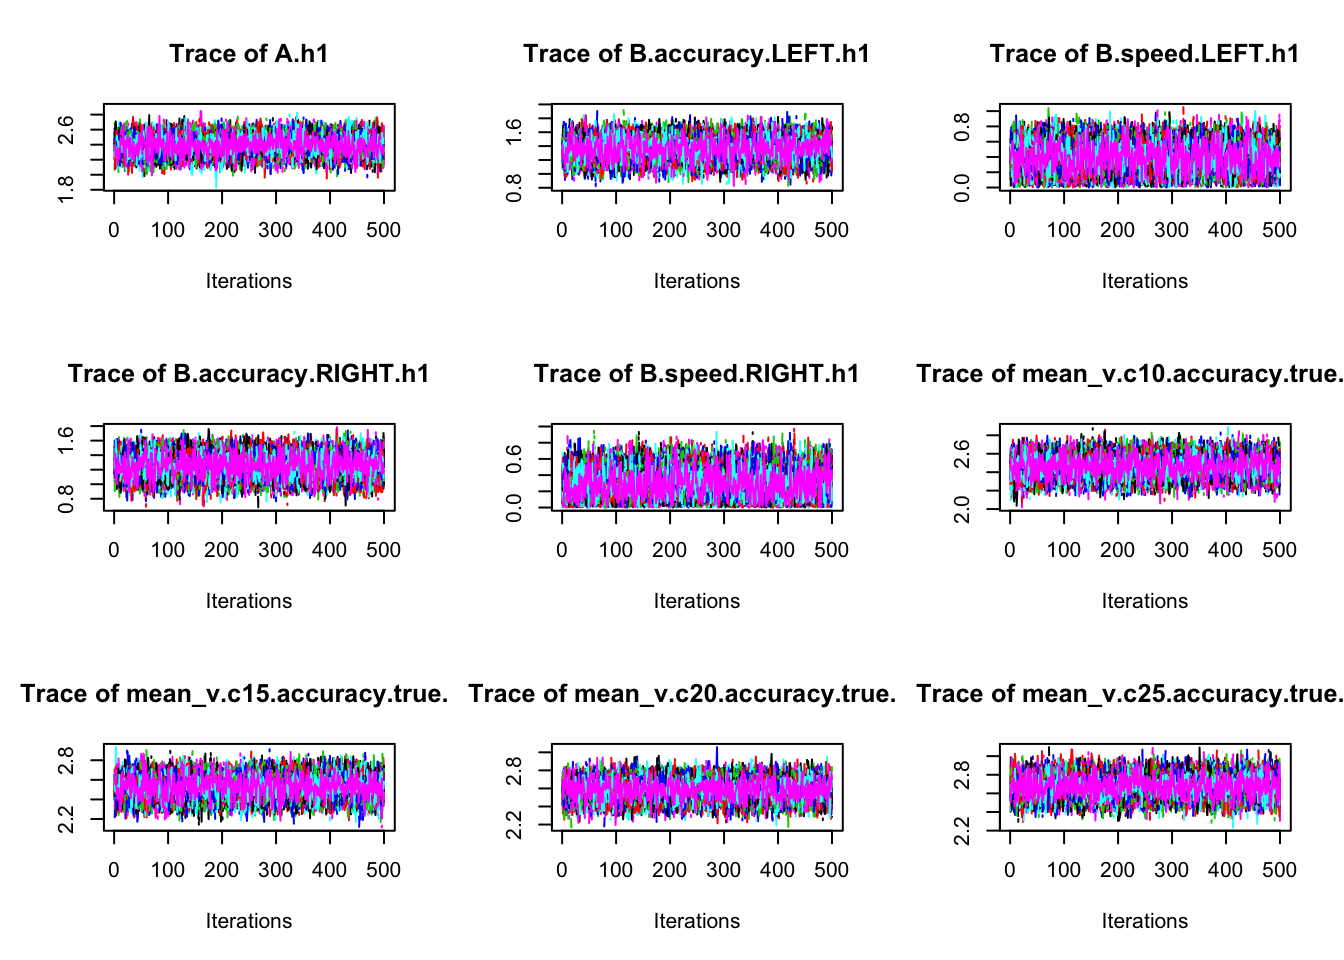 Trace of A.h1
1.8 2.6
0 100 200 300 400 500
Iterations
Trace of B.accuracy.LEFT.h1
0.8 1.6
0 100 200 300 400 500
Iterations
Trace of B.speed.LEFT.h1
0.0 0.8
0 100 200 300 400 500
Iterations
Trace of B.accuracy.RIGHT.h1
0.8 1.6
0 100 200 300 400 500
Iterations
Trace of B.speed.RIGHT.h1
0.0 0.6
0 100 200 300 400 500
Iterations
Trace of mean_v.c10.accuracy.true.
2.0 2.6
0 100 200 300 400 500
Iterations
Trace of mean_v.c15.accuracy.true.
2.2 2.8
0 100 200 300 400 500
Iterations
Trace of mean_v.c20.accuracy.true.
2.2 2.8
0 100 200 300 400 500
Iterations
Trace of mean_v.c25.accuracy.true.
2.2 2.8
0 100 200 300 400 500
Iterations